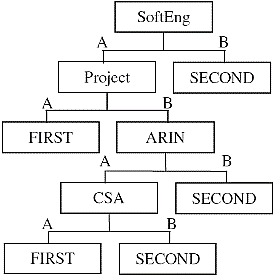 SoftEng
A B
Project SECOND
A B
FIRST ARIN
A B
CSA SECOND
A B
FIRST SECOND